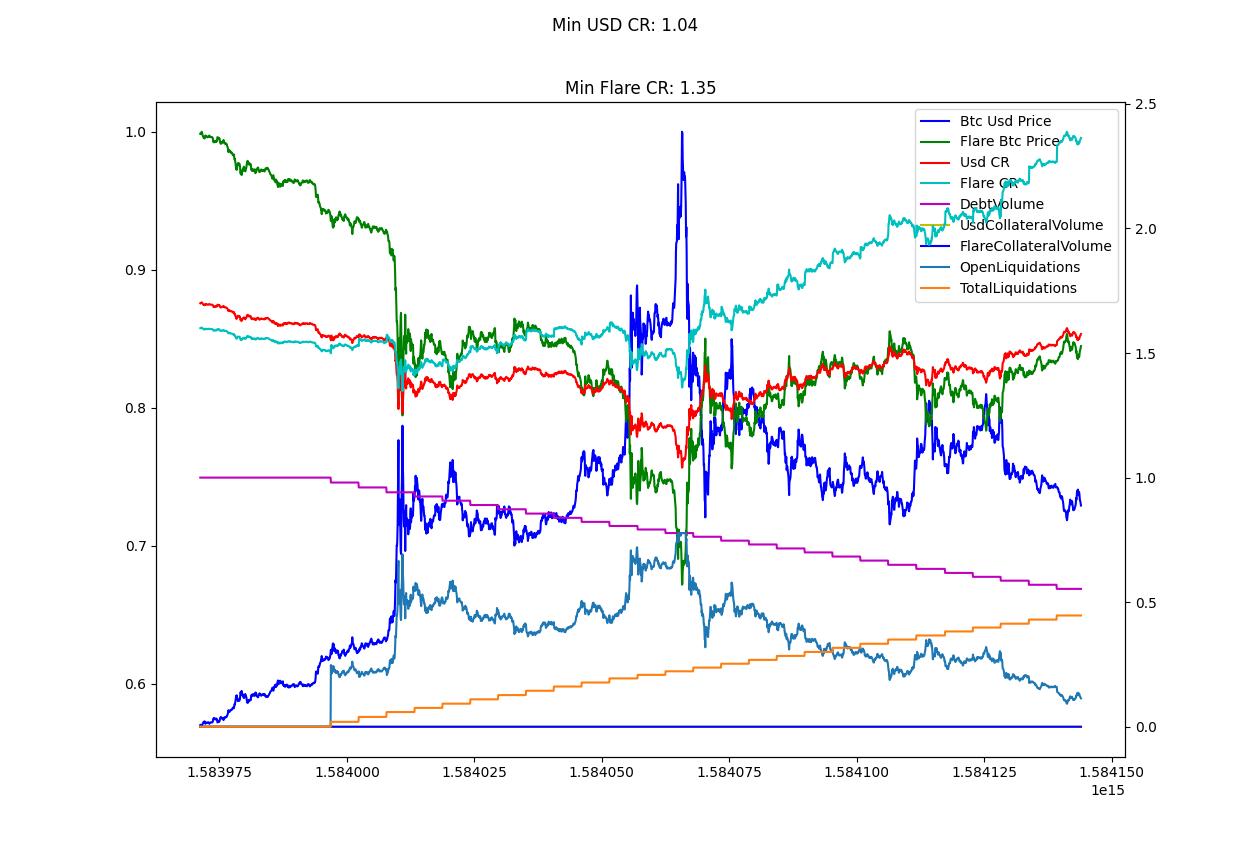 Min USD CR: 1.04
Min Flare CR: 1.35
Btc Usd Price
Flare Btc Price
Usd CR
Flare CR
DebtVolume
UsdCollateralVolume
FlareCollateralVolume
OpenLiquidations
TotalLiquidations
1.0
0.9
0.8
0.7
0.6
2.5
2.0
1.5
1.0
0.5
0.0
1.583975
1.584000
1.584025
1.584050
1.584075
1.584100
1.584125
1.584150
1e15